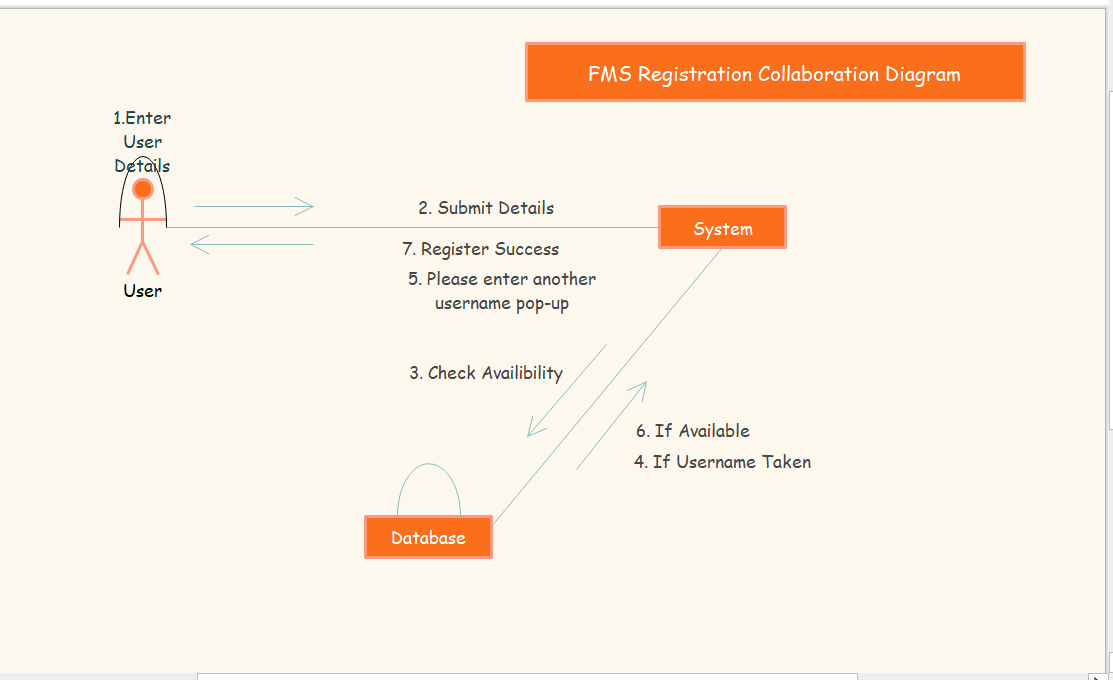 FMS Registration Collaboration Diagram
1.Enter
User
Details
2. Submit Details
System
7. Register Success
5. Please enter another
username pop-up
User
3. Check Availibility
6. If Available
4. If Username Taken
Database